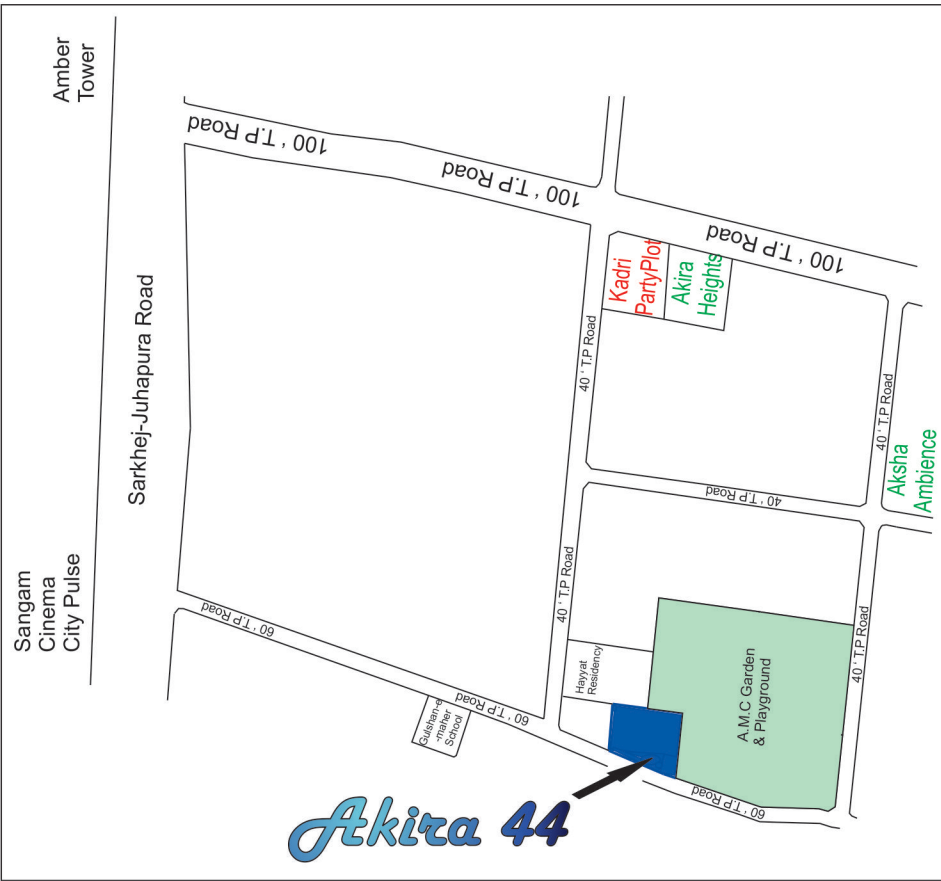 Amber
Tower
Sarkhej-Juhapura Road
Sangam
Cinema
City Pulse
100 ' T.P Road
100 ' T.P Road
100 ' T.P Road
Kadri
PartyPlot
Akira
Heights
40 ' T.P Road
40 ' T.P Road
Aksha
Ambience
40 ' T.P Road
40 ' T.P Road
40 ' T.P Road
60 ' T.P Road
60 ' T.P Road
Gulshan-e
-maher
School
Hayyat
Residency
A.M.C Garden
& Playground
60 ' T.P Road
Akira 44